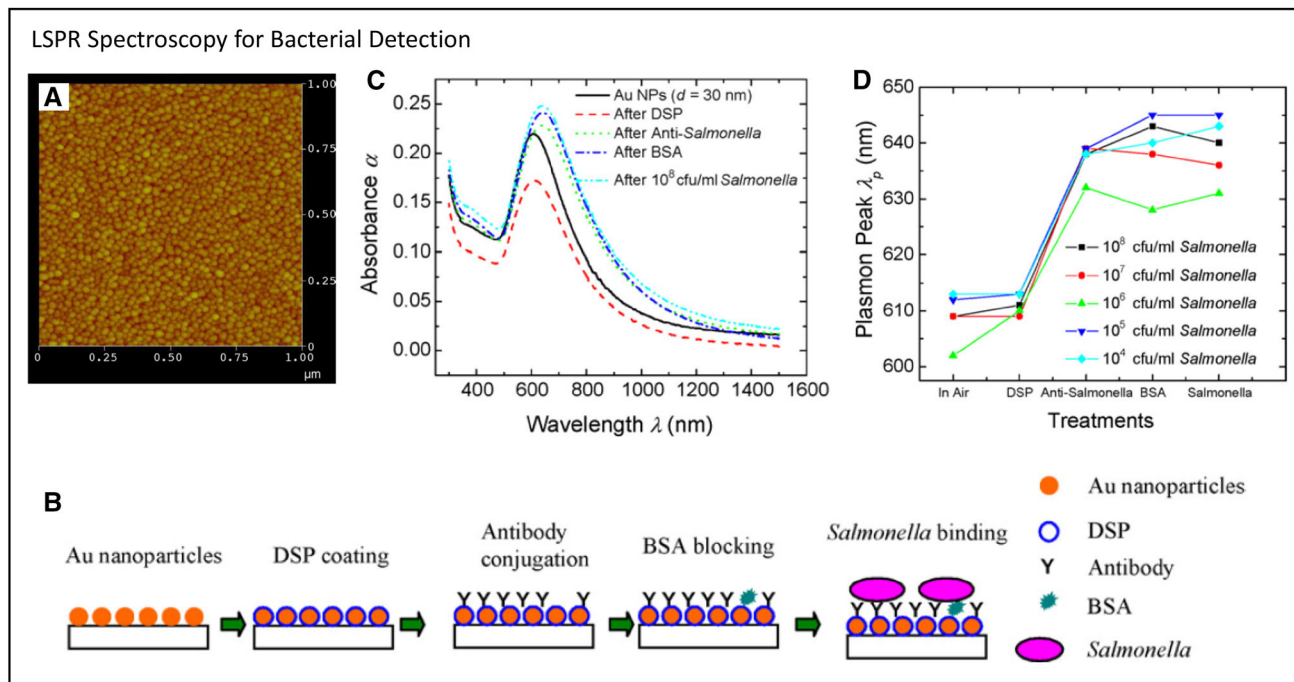 LSPR Spectroscopy for Bacterial Detection
A
1.00
0.75
0.50
0.25
0
0
0.25
0.50
0.75
1.00
μm
C
Absorbance α
0.25
0.20
0.15
0.10
0.05
0.00
Au NPs (d = 30 nm)
After DSP
After Anti-Salmonella
After BSA
After 10⁸ cfu/ml Salmonella
400 600 800 1000 1200 1400 1600
Wavelength λ (nm)
D
Plasmon Peak λp (nm)
650
640
630
620
610
600
10⁸ cfu/ml Salmonella
10⁷ cfu/ml Salmonella
10⁶ cfu/ml Salmonella
10⁵ cfu/ml Salmonella
10⁴ cfu/ml Salmonella
In Air DSP Anti-Salmonella BSA Salmonella
Treatments
B
Au nanoparticles
DSP coating
Antibody
conjugation
BSA blocking
Salmonella binding
Au nanoparticles
DSP
Antibody
BSA
Salmonella